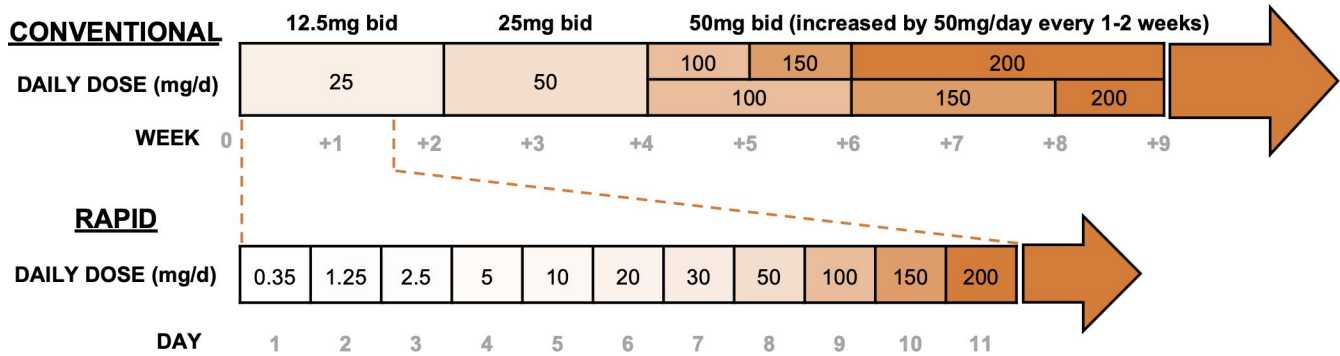 12.5mg bid 25mg bid 50mg bid (increased by 50mg/day every 1-2 weeks)
CONVENTIONAL
100 150 200
DAILY DOSE (mg/d) 25 50
100 150 200
WEEK 0 +1 +2 +3 +4 +5 +6 +7 +8 +9
RAPID
DAILY DOSE (mg/d) 0.35 1.25 2.5 5 10 20 30 50 100 150 200
DAY 1 2 3 4 5 6 7 8 9 10 11